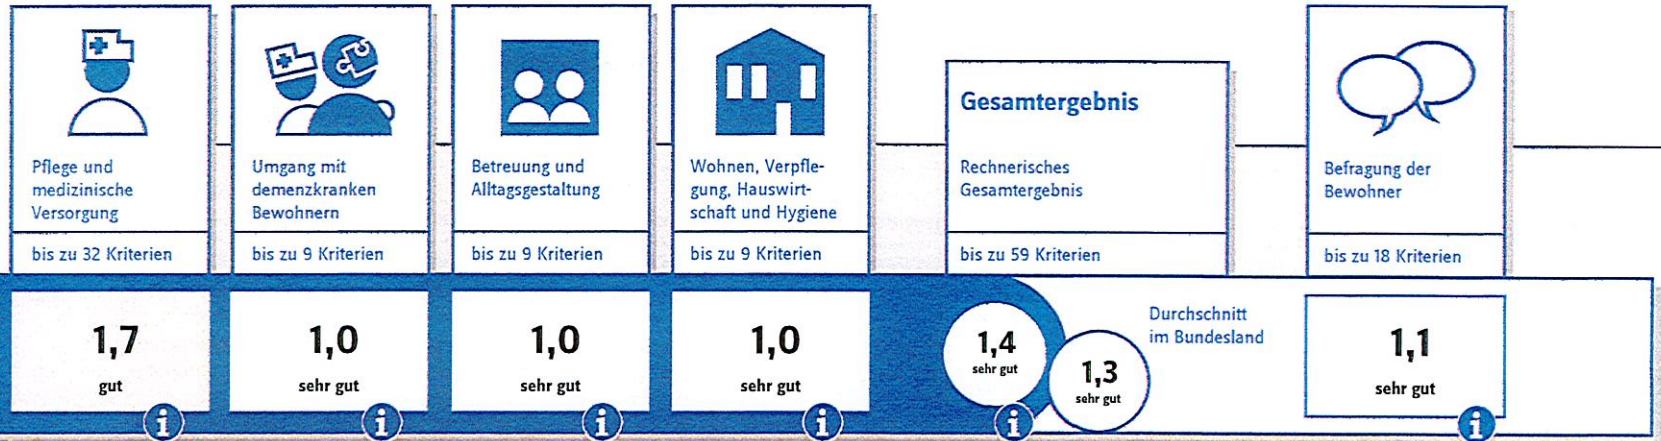 Pflege und
medizinische
Versorgung
bis zu 32 Kriterien
1,7
gut
Umgang mit
demenzkranken
Bewohnern
bis zu 9 Kriterien
1,0
sehr gut
Betreuung und
Alltagsgestaltung
bis zu 9 Kriterien
1,0
sehr gut
Wohnen, Verpfle-
gung, Hauswirt-
schaft und Hygiene
bis zu 9 Kriterien
1,0
sehr gut
Gesamtergebnis
Rechnerisches
Gesamtergebnis
bis zu 59 Kriterien
1,4
sehr gut
1,3
sehr gut
Durchschnitt
im Bundesland
Befragung der
Bewohner
bis zu 18 Kriterien
1,1
sehr gut